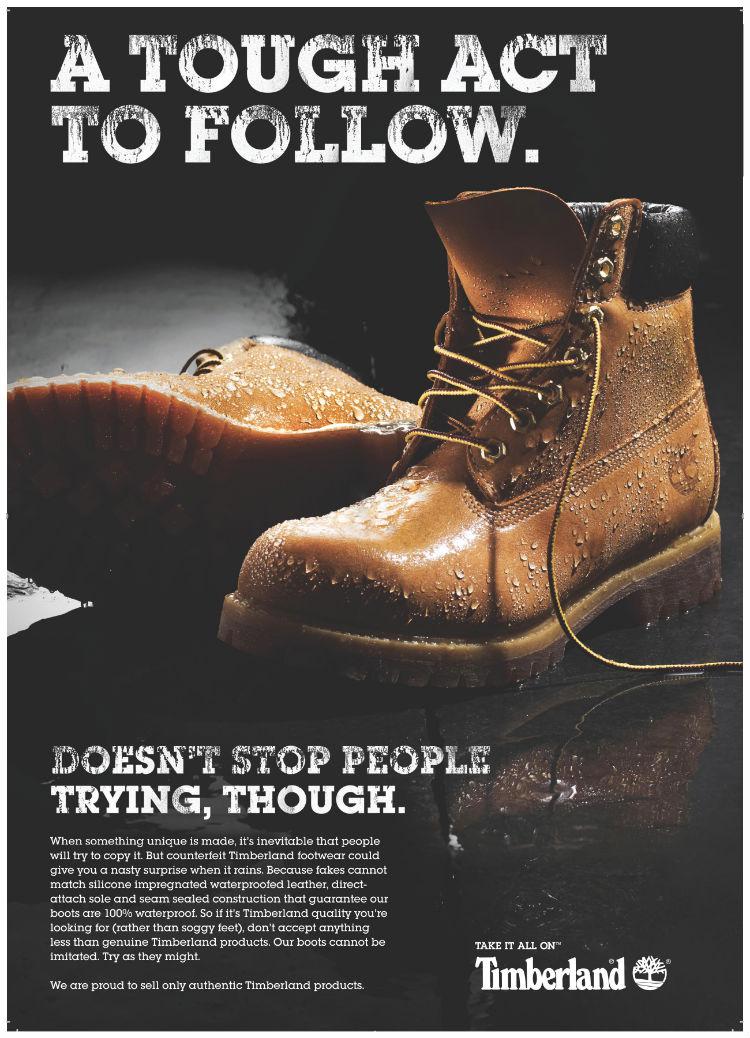 A TOUGH ACT
TO FOLLOW.
DOESN'T STOP PEOPLE
TRYING, THOUGH.
When something unique is made, it's inevitable that people
will try to copy it. But counterfeit Timberland footwear could
give you a nasty surprise when it rains. Because fakes cannot
match silicone impregnated waterproofed leather, direct-
attach sole and seam sealed construction that guarantee our
boots are 100% waterproof. So if it's Timberland quality you're
looking for (rather than soggy feet), don't accept anything
less than genuine Timberland products. Our boots cannot be
imitated. Try as they might.
We are proud to sell only authentic Timberland products.
TAKE IT ALL ON™
Timberland®